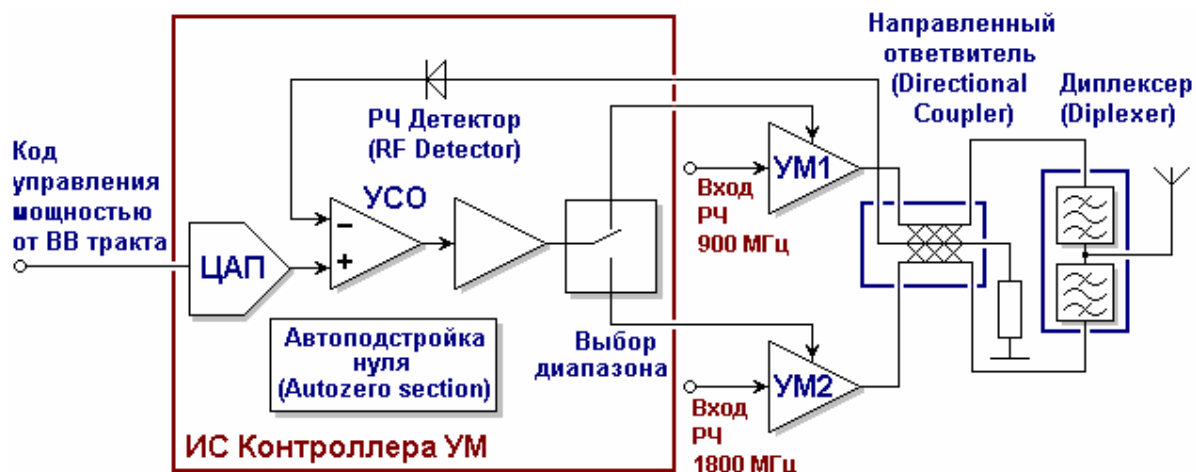 Направленный
ответвитель
(Directional
Coupler)
Диплексер
(Diplexer)
РЧ Детектор
(RF Detector)
Код
управления
мощностью
от ВВ тракта
УСО
ЦАП
УМ1
Вход
РЧ
900 МГц
Автоподстройка
нуля
(Autozero section)
Выбор
диапазона
УМ2
Вход
РЧ
1800 МГц
ИС Контроллера УМ